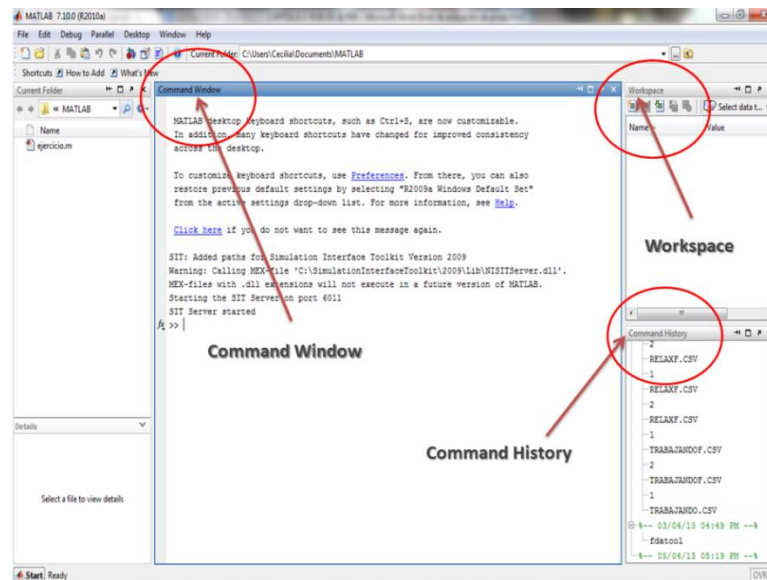 MATLAB 7.10.0 (R2010a)
File Edit Debug Parallel Desktop Window Help
Current Folder: C:\Users\Cecilia\Documents\MATLAB
Shortcuts How to Add What's New
Current Folder
« MATLAB
Name
ejercicio.m
Details
Select a file to view details
Command Window
MATLAB desktop keyboard shortcuts, such as Ctrl+S, are now customizable.
In addition, many keyboard shortcuts have changed for improved consistency
across the desktop.
To customize keyboard shortcuts, use Preferences. From there, you can also
restore previous default settings by selecting "R2009a Windows Default Set"
from the active settings drop-down list. For more information, see Help.
Click here if you do not want to see this message again.
SIT: Added paths for Simulation Interface Toolkit Version 2009
Warning: Calling MEX-file 'C:\SimulationInterfaceToolkit\2009\Lib\NISITServer.dll'.
MEX-files with .dll extensions will not execute in a future version of MATLAB.
Starting the SIT Server on port 6011
SIT Server started
fx >>
Command Window
Command History
Workspace
Select data t...
Name Value
Workspace
Command History
2
RELAXF.CSV
1
RELAXF.CSV
2
RELAXF.CSV
1
TRABAJANDOF.CSV
2
TRABAJANDOF.CSV
1
TRABAJANDO.CSV
%-- 03/04/13 04:49 PM --%
fdatool
%-- 05/04/13 05:19 PM --%
Start Ready
OVR